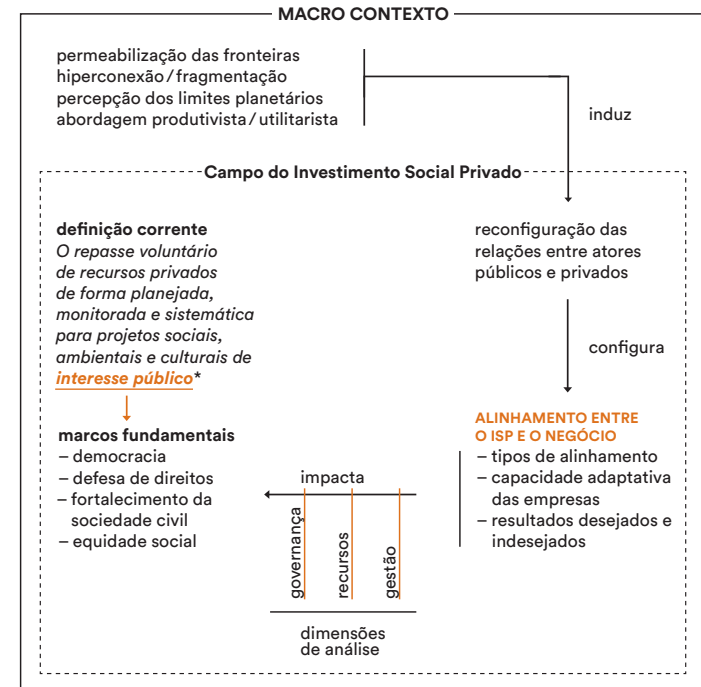 MACRO CONTEXTO
permeabilização das fronteiras
hiperconexão/fragmentação
percepção dos limites planetários
abordagem produtivista/utilitarista
induz
Campo do Investimento Social Privado
definição corrente
O repasse voluntário
de recursos privados
de forma planejada,
monitorada e sistemática
para projetos sociais,
ambientais e culturais de
interesse público*
reconfiguração das
relações entre atores
públicos e privados
configura
marcos fundamentais
– democracia
– defesa de direitos
– fortalecimento da
sociedade civil
– equidade social
impacta
governança
recursos
gestão
dimensões
de análise
ALINHAMENTO ENTRE
O ISP E O NEGÓCIO
– tipos de alinhamento
– capacidade adaptativa
das empresas
– resultados desejados e
indesejados